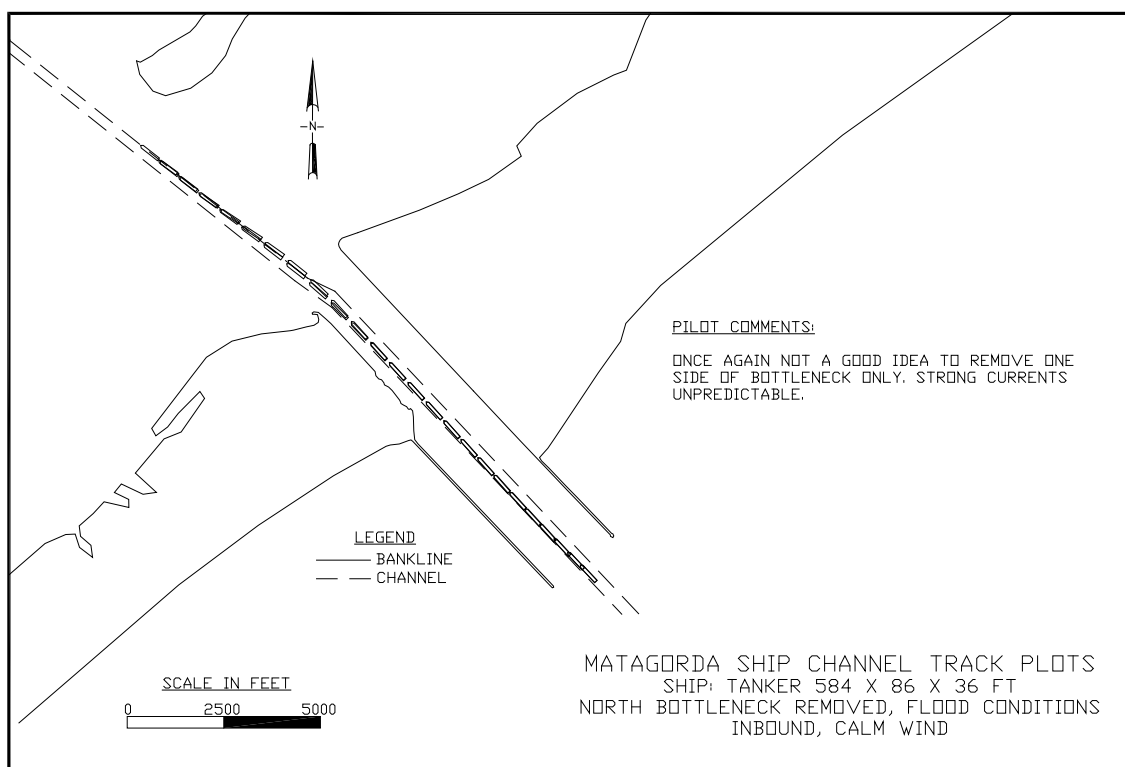 -N-
PILOT COMMENTS:
ONCE AGAIN NOT A GOOD IDEA TO REMOVE ONE
SIDE OF BOTTLENECK ONLY. STRONG CURRENTS
UNPREDICTABLE.
LEGEND
BANKLINE
CHANNEL
SCALE IN FEET
0 2500 5000
MATAGORDA SHIP CHANNEL TRACK PLOTS
SHIP: TANKER 584 X 86 X 36 FT
NORTH BOTTLENECK REMOVED, FLOOD CONDITIONS
INBOUND, CALM WIND